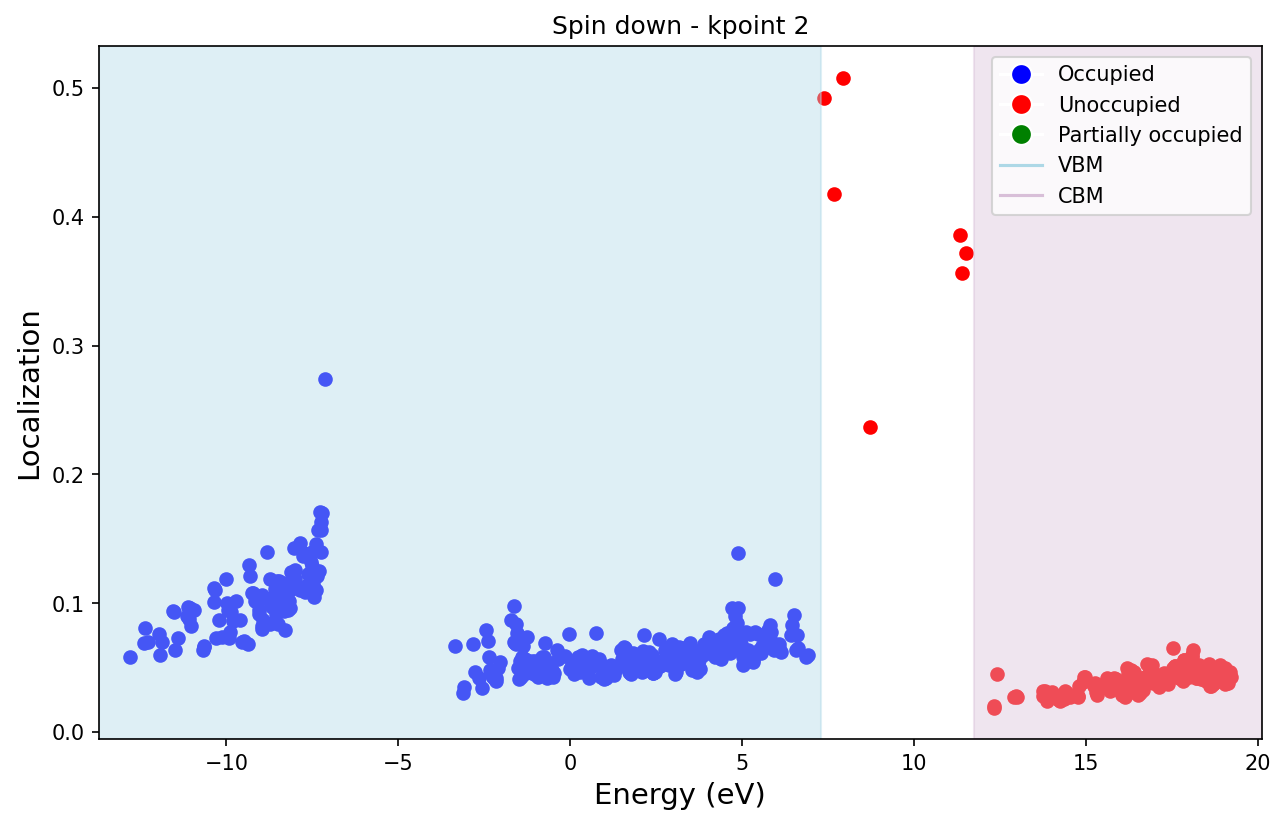 Spin down - kpoint 2
0.5
0.4
0.3
0.2
0.1
0.0
Localization
Occupied
Unoccupied
Partially occupied
VBM
CBM
−10
−5
0
5
10
15
20
Energy (eV)